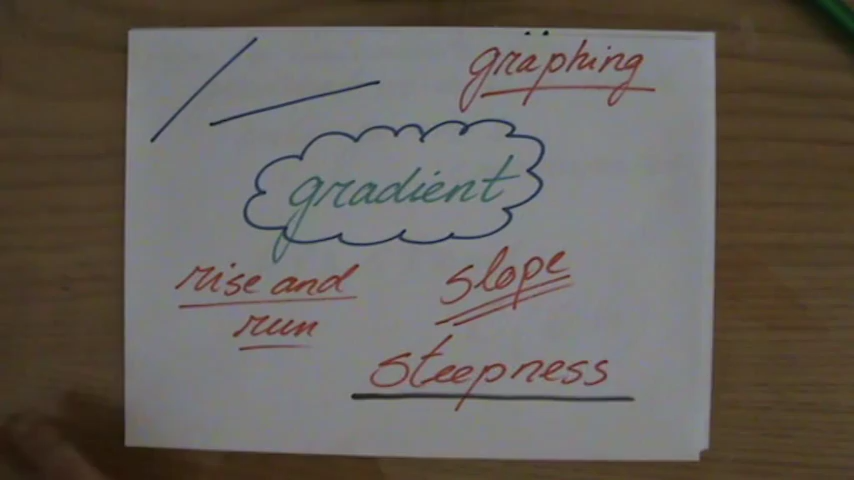 graphing
gradient
rise and
run
slope
steepness